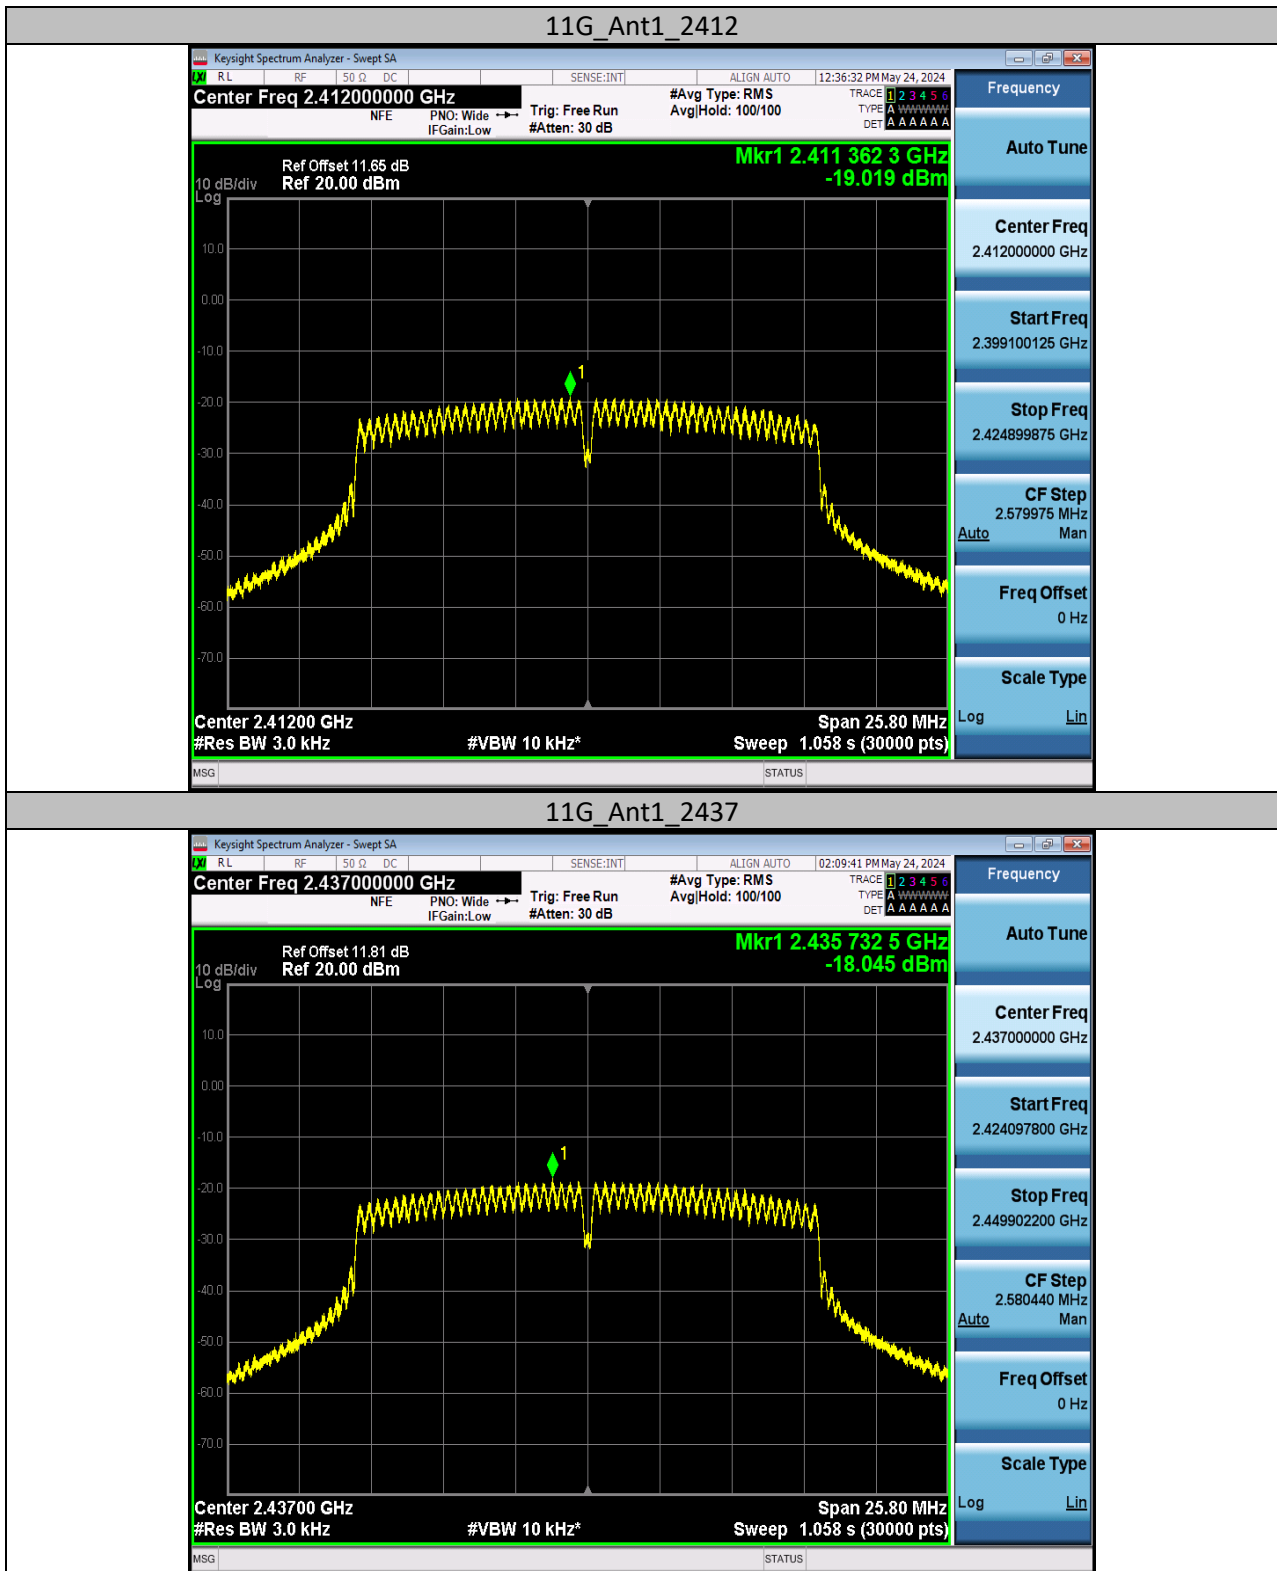 11G_Ant1_2412
Keysight Spectrum Analyzer - Swept SA
LXI RL RF 50 Ω DC SENSE:INT ALIGN AUTO 12:36:32 PM May 24, 2024
Center Freq 2.412000000 GHz
NFE PNO: Wide Trig: Free Run #Avg Type: RMS TRACE 1 2 3 4 5 6
IFGain:Low #Atten: 30 dB Avg|Hold: 100/100 TYPE A WWWWW
DET A A A A A A
Frequency
Auto Tune
Center Freq
2.412000000 GHz
Start Freq
2.399100125 GHz
Stop Freq
2.424899875 GHz
CF Step
2.579975 MHz
Auto Man
Freq Offset
0 Hz
Scale Type
Log Lin
Mkr1 2.411 362 3 GHz
-19.019 dBm
Ref Offset 11.65 dB
10 dB/div Ref 20.00 dBm
Log
10.0
0.00
-10.0
1
-20.0
-30.0
-40.0
-50.0
-60.0
-70.0
Center 2.41200 GHz Span 25.80 MHz
#Res BW 3.0 kHz #VBW 10 kHz* Sweep 1.058 s (30000 pts)
MSG STATUS
11G_Ant1_2437
Keysight Spectrum Analyzer - Swept SA
LXI RL RF 50 Ω DC SENSE:INT ALIGN AUTO 02:09:41 PM May 24, 2024
Center Freq 2.437000000 GHz
NFE PNO: Wide Trig: Free Run #Avg Type: RMS TRACE 1 2 3 4 5 6
IFGain:Low #Atten: 30 dB Avg|Hold: 100/100 TYPE A WWWWW
DET A A A A A A
Frequency
Auto Tune
Center Freq
2.437000000 GHz
Start Freq
2.424097800 GHz
Stop Freq
2.449902200 GHz
CF Step
2.580440 MHz
Auto Man
Freq Offset
0 Hz
Scale Type
Log Lin
Mkr1 2.435 732 5 GHz
-18.045 dBm
Ref Offset 11.81 dB
10 dB/div Ref 20.00 dBm
Log
10.0
0.00
-10.0
1
-20.0
-30.0
-40.0
-50.0
-60.0
-70.0
Center 2.43700 GHz Span 25.80 MHz
#Res BW 3.0 kHz #VBW 10 kHz* Sweep 1.058 s (30000 pts)
MSG STATUS